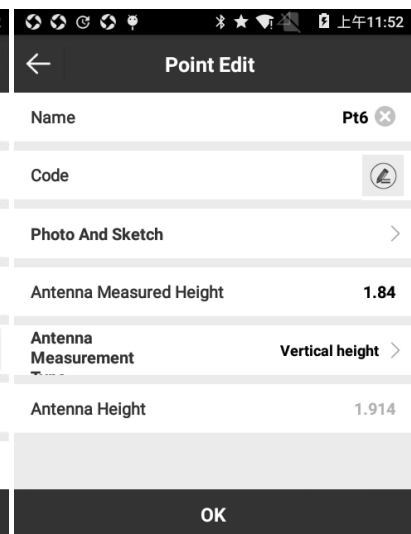 上午11:52
Point Edit
Name Pt6
Code
Photo And Sketch
Antenna Measured Height 1.84
Antenna
Measurement
Vertical height
Antenna Height 1.914
OK